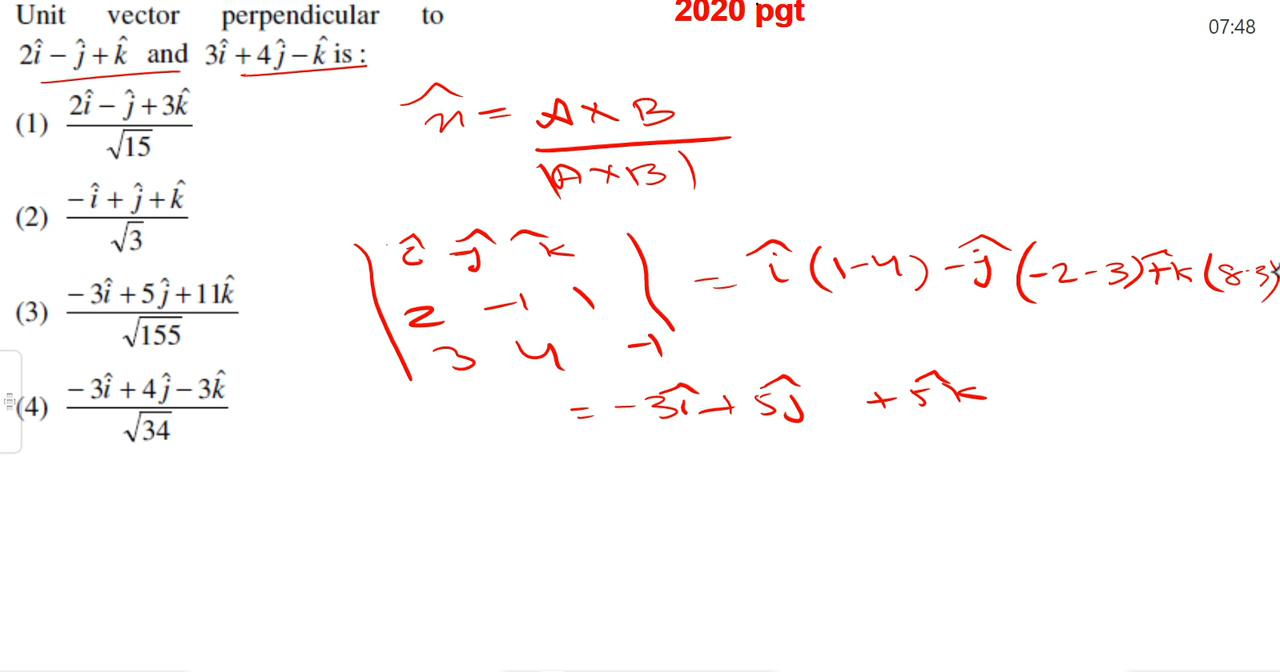 2020 pgt
07:48
Unit vector perpendicular to
2î − ĵ + k̂ and 3î + 4ĵ − k̂ is :
(1) (2î − ĵ + 3k̂)/√15
(2) (−î + ĵ + k̂)/√3
(3) (−3î + 5ĵ + 11k̂)/√155
(4) (−3î + 4ĵ − 3k̂)/√34
n̂ = A × B
|A × B|
î ĵ k̂
2 −1 1
3 4 −1
= î (1−4) − ĵ (−2−3) + k̂ (8-3)
= −3î + 5ĵ + 5k̂